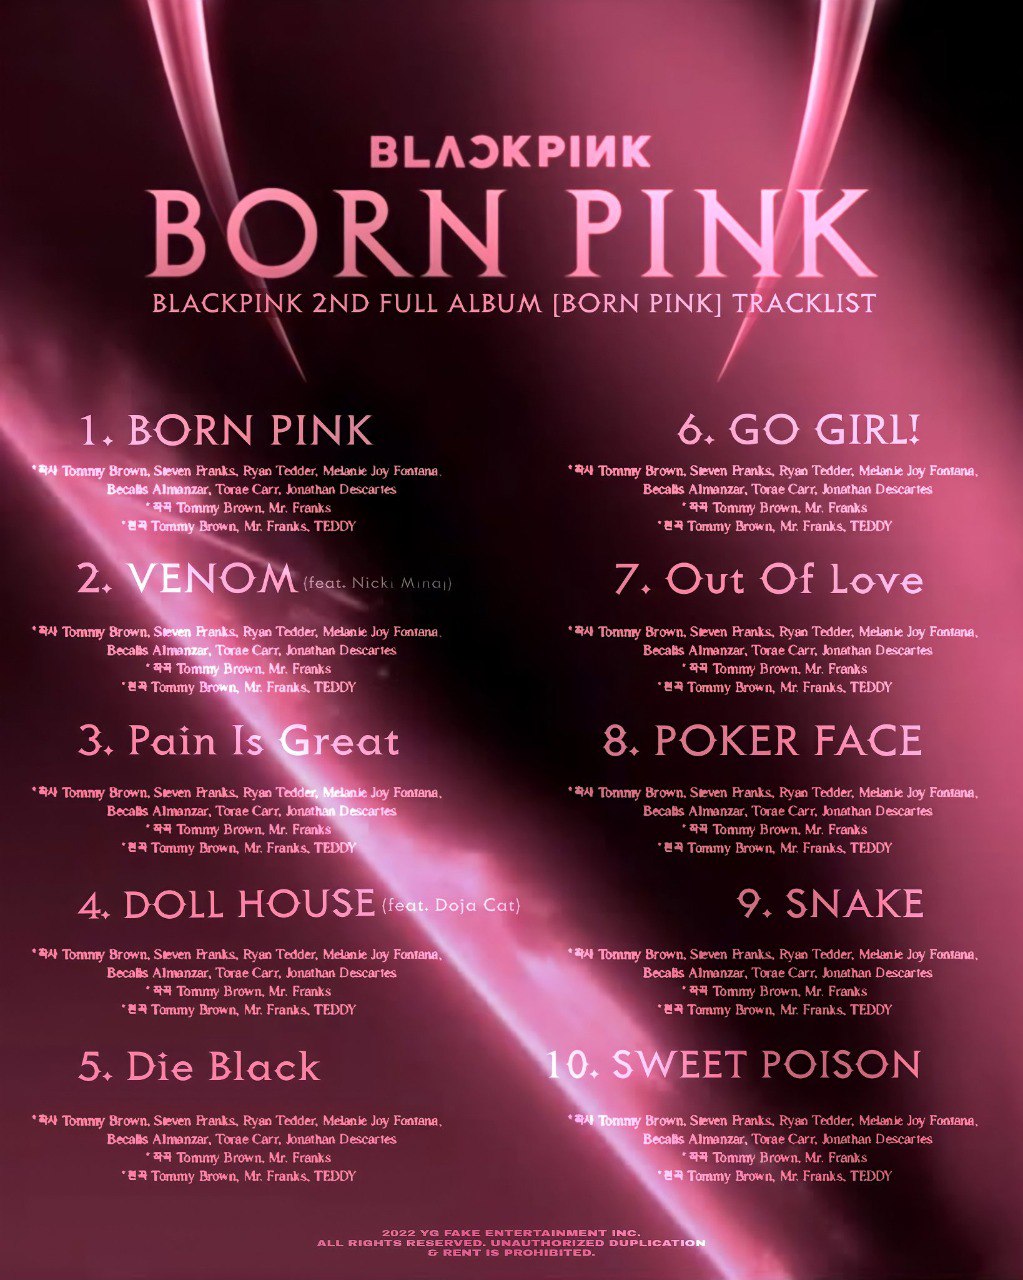 BLACKPINK
BORN PINK
BLACKPINK 2ND FULL ALBUM [BORN PINK] TRACKLIST
1. BORN PINK
*작사 Tommy Brown, Steven Franks, Ryan Tedder, Melanie Joy Fontana,
Becalis Almanzar, Torae Carr, Jonathan Descartes
*작곡 Tommy Brown, Mr. Franks
*편곡 Tommy Brown, Mr. Franks, TEDDY
2. VENOM (feat. Nicki Minaj)
*작사 Tommy Brown, Steven Franks, Ryan Tedder, Melanie Joy Fontana,
Becalis Almanzar, Torae Carr, Jonathan Descartes
*작곡 Tommy Brown, Mr. Franks
*편곡 Tommy Brown, Mr. Franks, TEDDY
3. Pain Is Great
*작사 Tommy Brown, Steven Franks, Ryan Tedder, Melanie Joy Fontana,
Becalis Almanzar, Torae Carr, Jonathan Descartes
*작곡 Tommy Brown, Mr. Franks
*편곡 Tommy Brown, Mr. Franks, TEDDY
4. DOLL HOUSE (feat. Doja Cat)
*작사 Tommy Brown, Steven Franks, Ryan Tedder, Melanie Joy Fontana,
Becalis Almanzar, Torae Carr, Jonathan Descartes
*작곡 Tommy Brown, Mr. Franks
*편곡 Tommy Brown, Mr. Franks, TEDDY
5. Die Black
*작사 Tommy Brown, Steven Franks, Ryan Tedder, Melanie Joy Fontana,
Becalis Almanzar, Torae Carr, Jonathan Descartes
*작곡 Tommy Brown, Mr. Franks
*편곡 Tommy Brown, Mr. Franks, TEDDY
6. GO GIRL!
*작사 Tommy Brown, Steven Franks, Ryan Tedder, Melanie Joy Fontana,
Becalis Almanzar, Torae Carr, Jonathan Descartes
*작곡 Tommy Brown, Mr. Franks
*편곡 Tommy Brown, Mr. Franks, TEDDY
7. Out Of Love
*작사 Tommy Brown, Steven Franks, Ryan Tedder, Melanie Joy Fontana,
Becalis Almanzar, Torae Carr, Jonathan Descartes
*작곡 Tommy Brown, Mr. Franks
*편곡 Tommy Brown, Mr. Franks, TEDDY
8. POKER FACE
*작사 Tommy Brown, Steven Franks, Ryan Tedder, Melanie Joy Fontana,
Becalis Almanzar, Torae Carr, Jonathan Descartes
*작곡 Tommy Brown, Mr. Franks
*편곡 Tommy Brown, Mr. Franks, TEDDY
9. SNAKE
*작사 Tommy Brown, Steven Franks, Ryan Tedder, Melanie Joy Fontana,
Becalis Almanzar, Torae Carr, Jonathan Descartes
*작곡 Tommy Brown, Mr. Franks
*편곡 Tommy Brown, Mr. Franks, TEDDY
10. SWEET POISON
*작사 Tommy Brown, Steven Franks, Ryan Tedder, Melanie Joy Fontana,
Becalis Almanzar, Torae Carr, Jonathan Descartes
*작곡 Tommy Brown, Mr. Franks
*편곡 Tommy Brown, Mr. Franks, TEDDY
2022 YG FAKE ENTERTAINMENT INC.
ALL RIGHTS RESERVED. UNAUTHORIZED DUPLICATION
& RENT IS PROHIBITED.